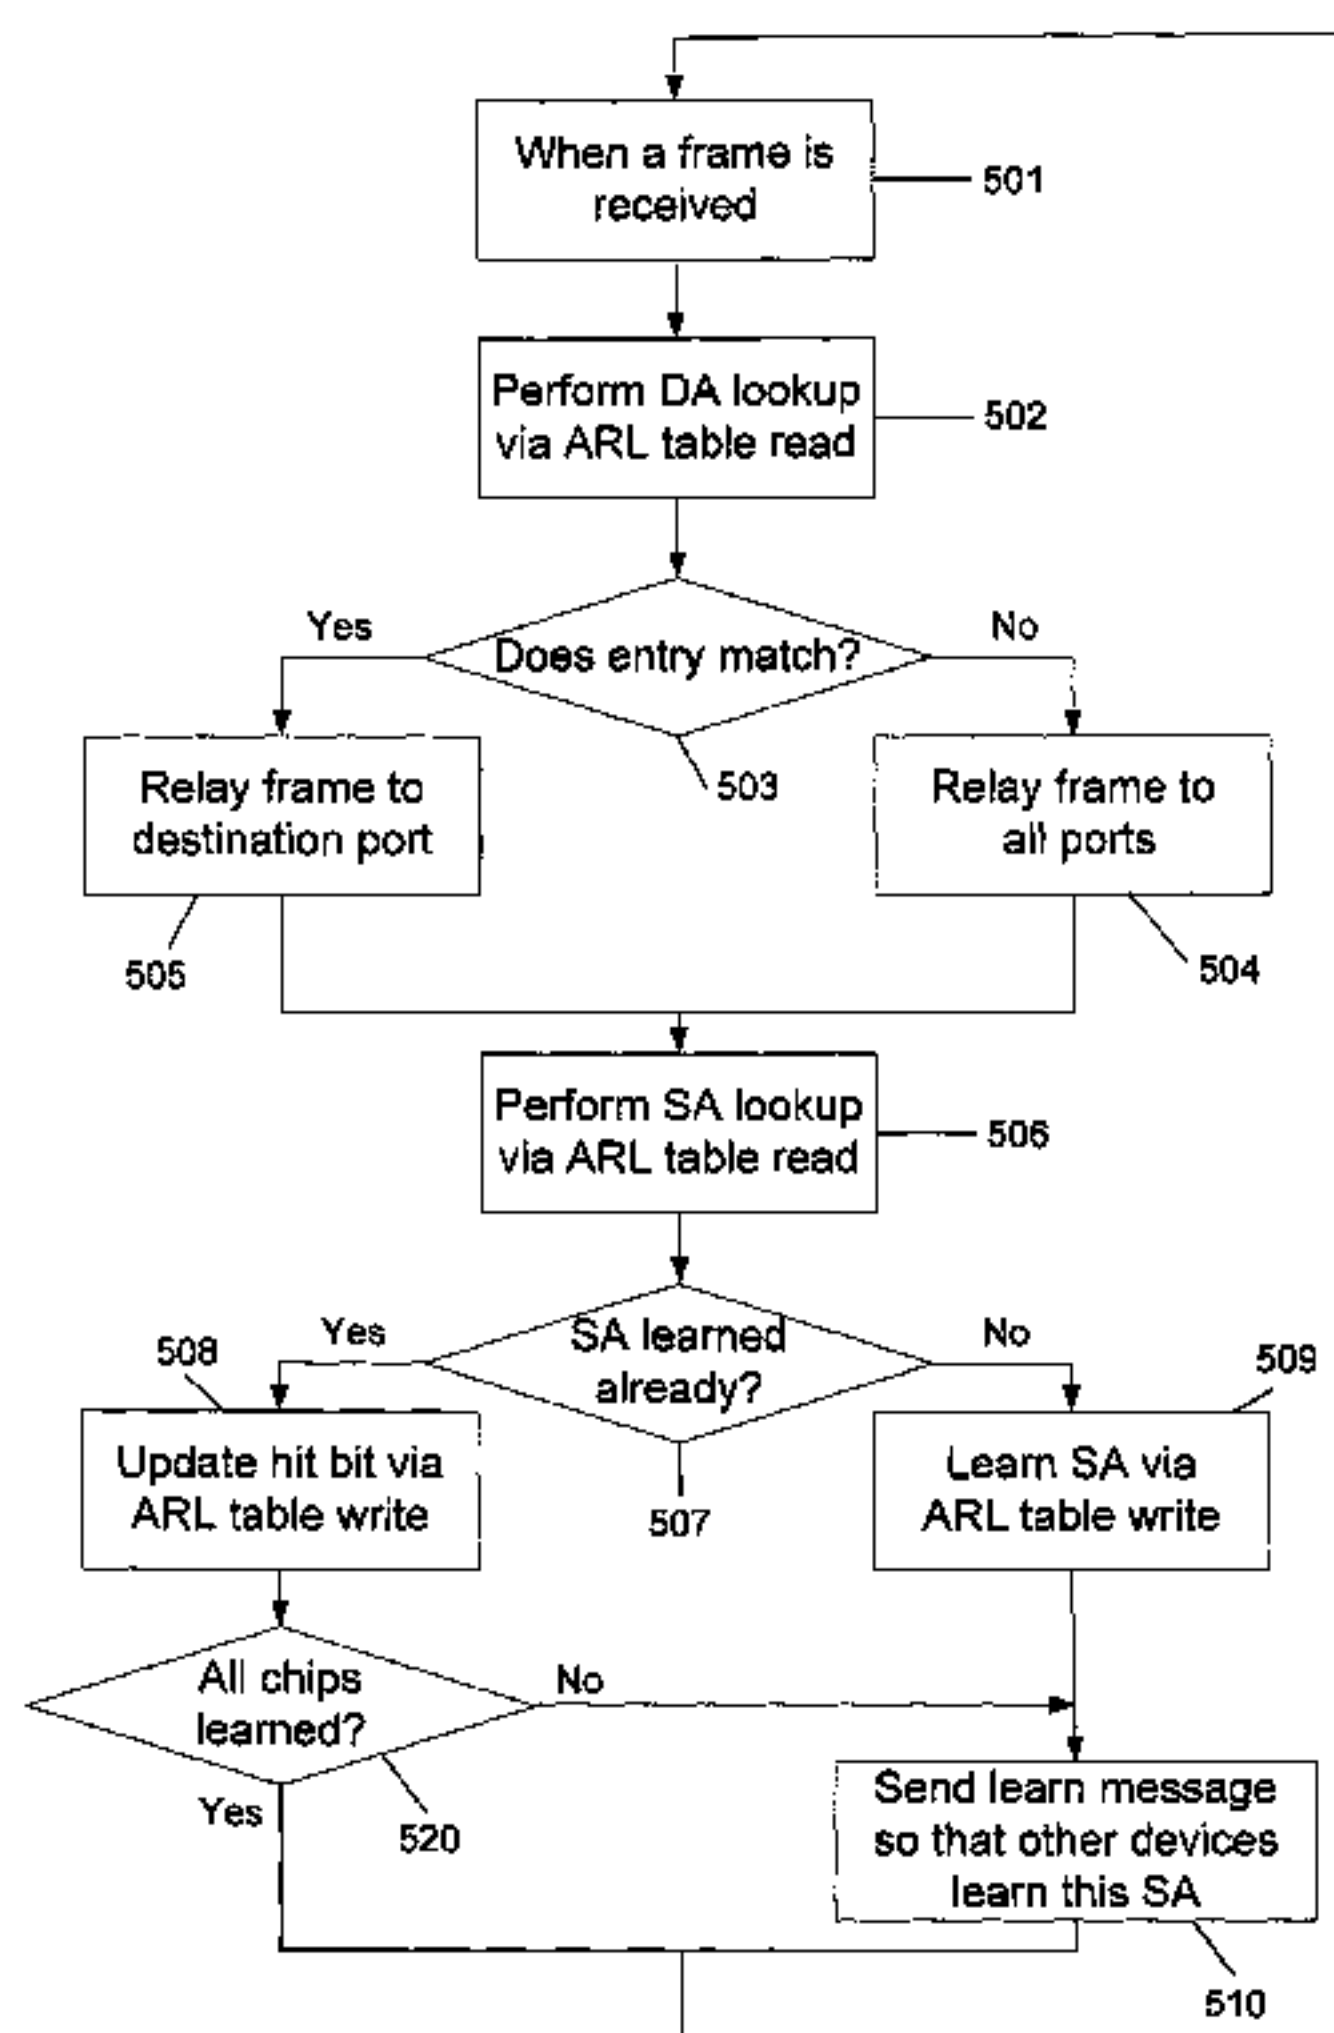 When a frame is
received
501
Perform DA lookup
via ARL table read
502
Yes
No
Does entry match?
503
Relay frame to
destination port
505
Relay frame to
all ports
504
Perform SA lookup
via ARL table read
506
Yes
No
SA learned
already?
507
508
Update hit bit via
ARL table write
509
Learn SA via
ARL table write
All chips
learned?
No
Yes
520
Send learn message
so that other devices
learn this SA
510